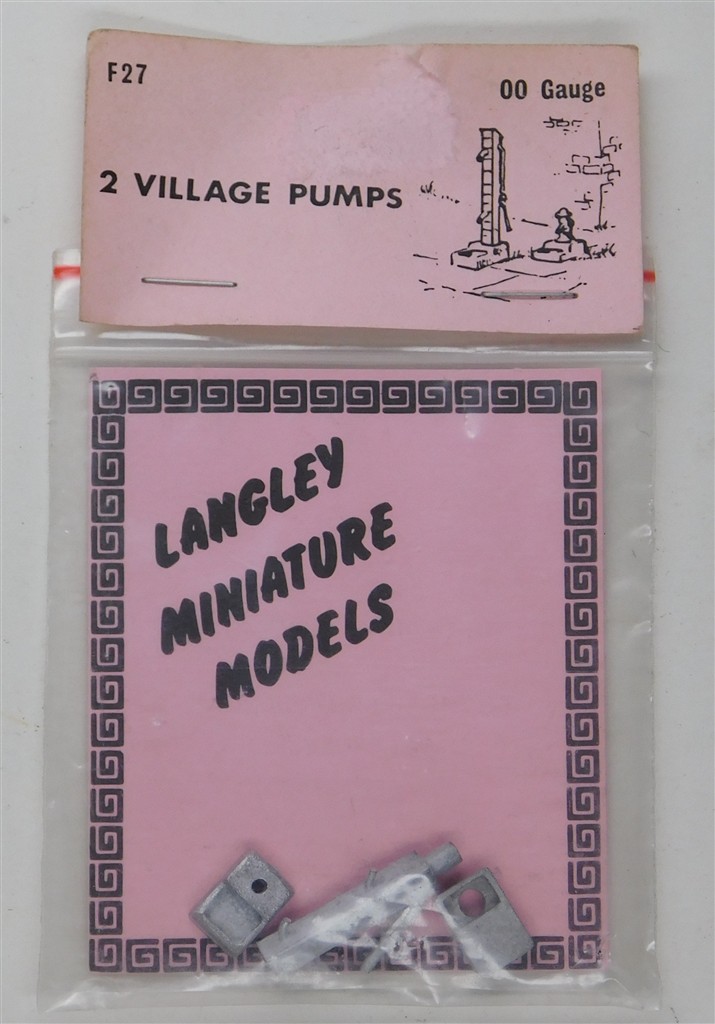 F27
00 Gauge
2 VILLAGE PUMPS
LANGLEY
MINIATURE
MODELS